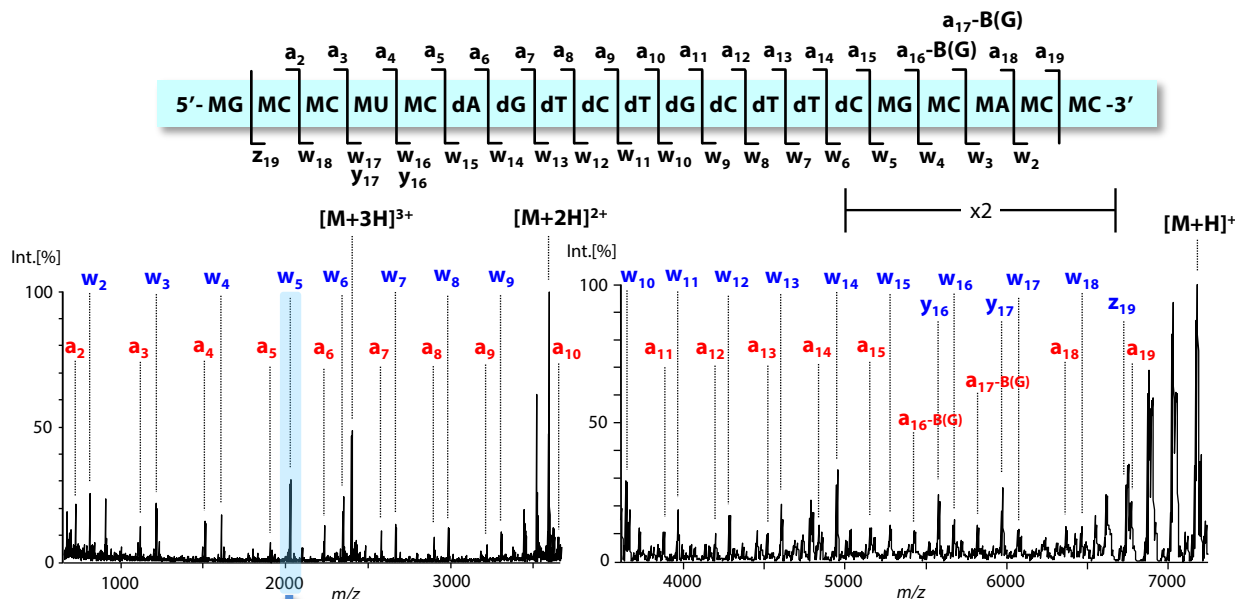 a17-B(G)
a2 a3 a4 a5 a6 a7 a8 a9 a10 a11 a12 a13 a14 a15 a16-B(G) a18 a19
5′- MG MC MC MU MC dA dG dT dC dT dG dC dT dT dC MG MC MA MC MC -3′
z19 w18 w17 w16 w15 w14 w13 w12 w11 w10 w9 w8 w7 w6 w5 w4 w3 w2
y17 y16
[M+3H]3+ [M+2H]2+
Int.[%]
w2 w3 w4 w5 w6 w7 w8 w9
100
a2 a3 a4 a5 a6 a7 a8 a9 a10
50
0
1000 2000 3000
m/z
x2
[M+H]+
Int.[%]
w10 w11 w12 w13 w14 w15 w16 w17 w18
100
y16 y17 z19
a11 a12 a13 a14 a15 a18 a19
a17-B(G)
a16-B(G)
50
0
4000 5000 6000 7000
m/z